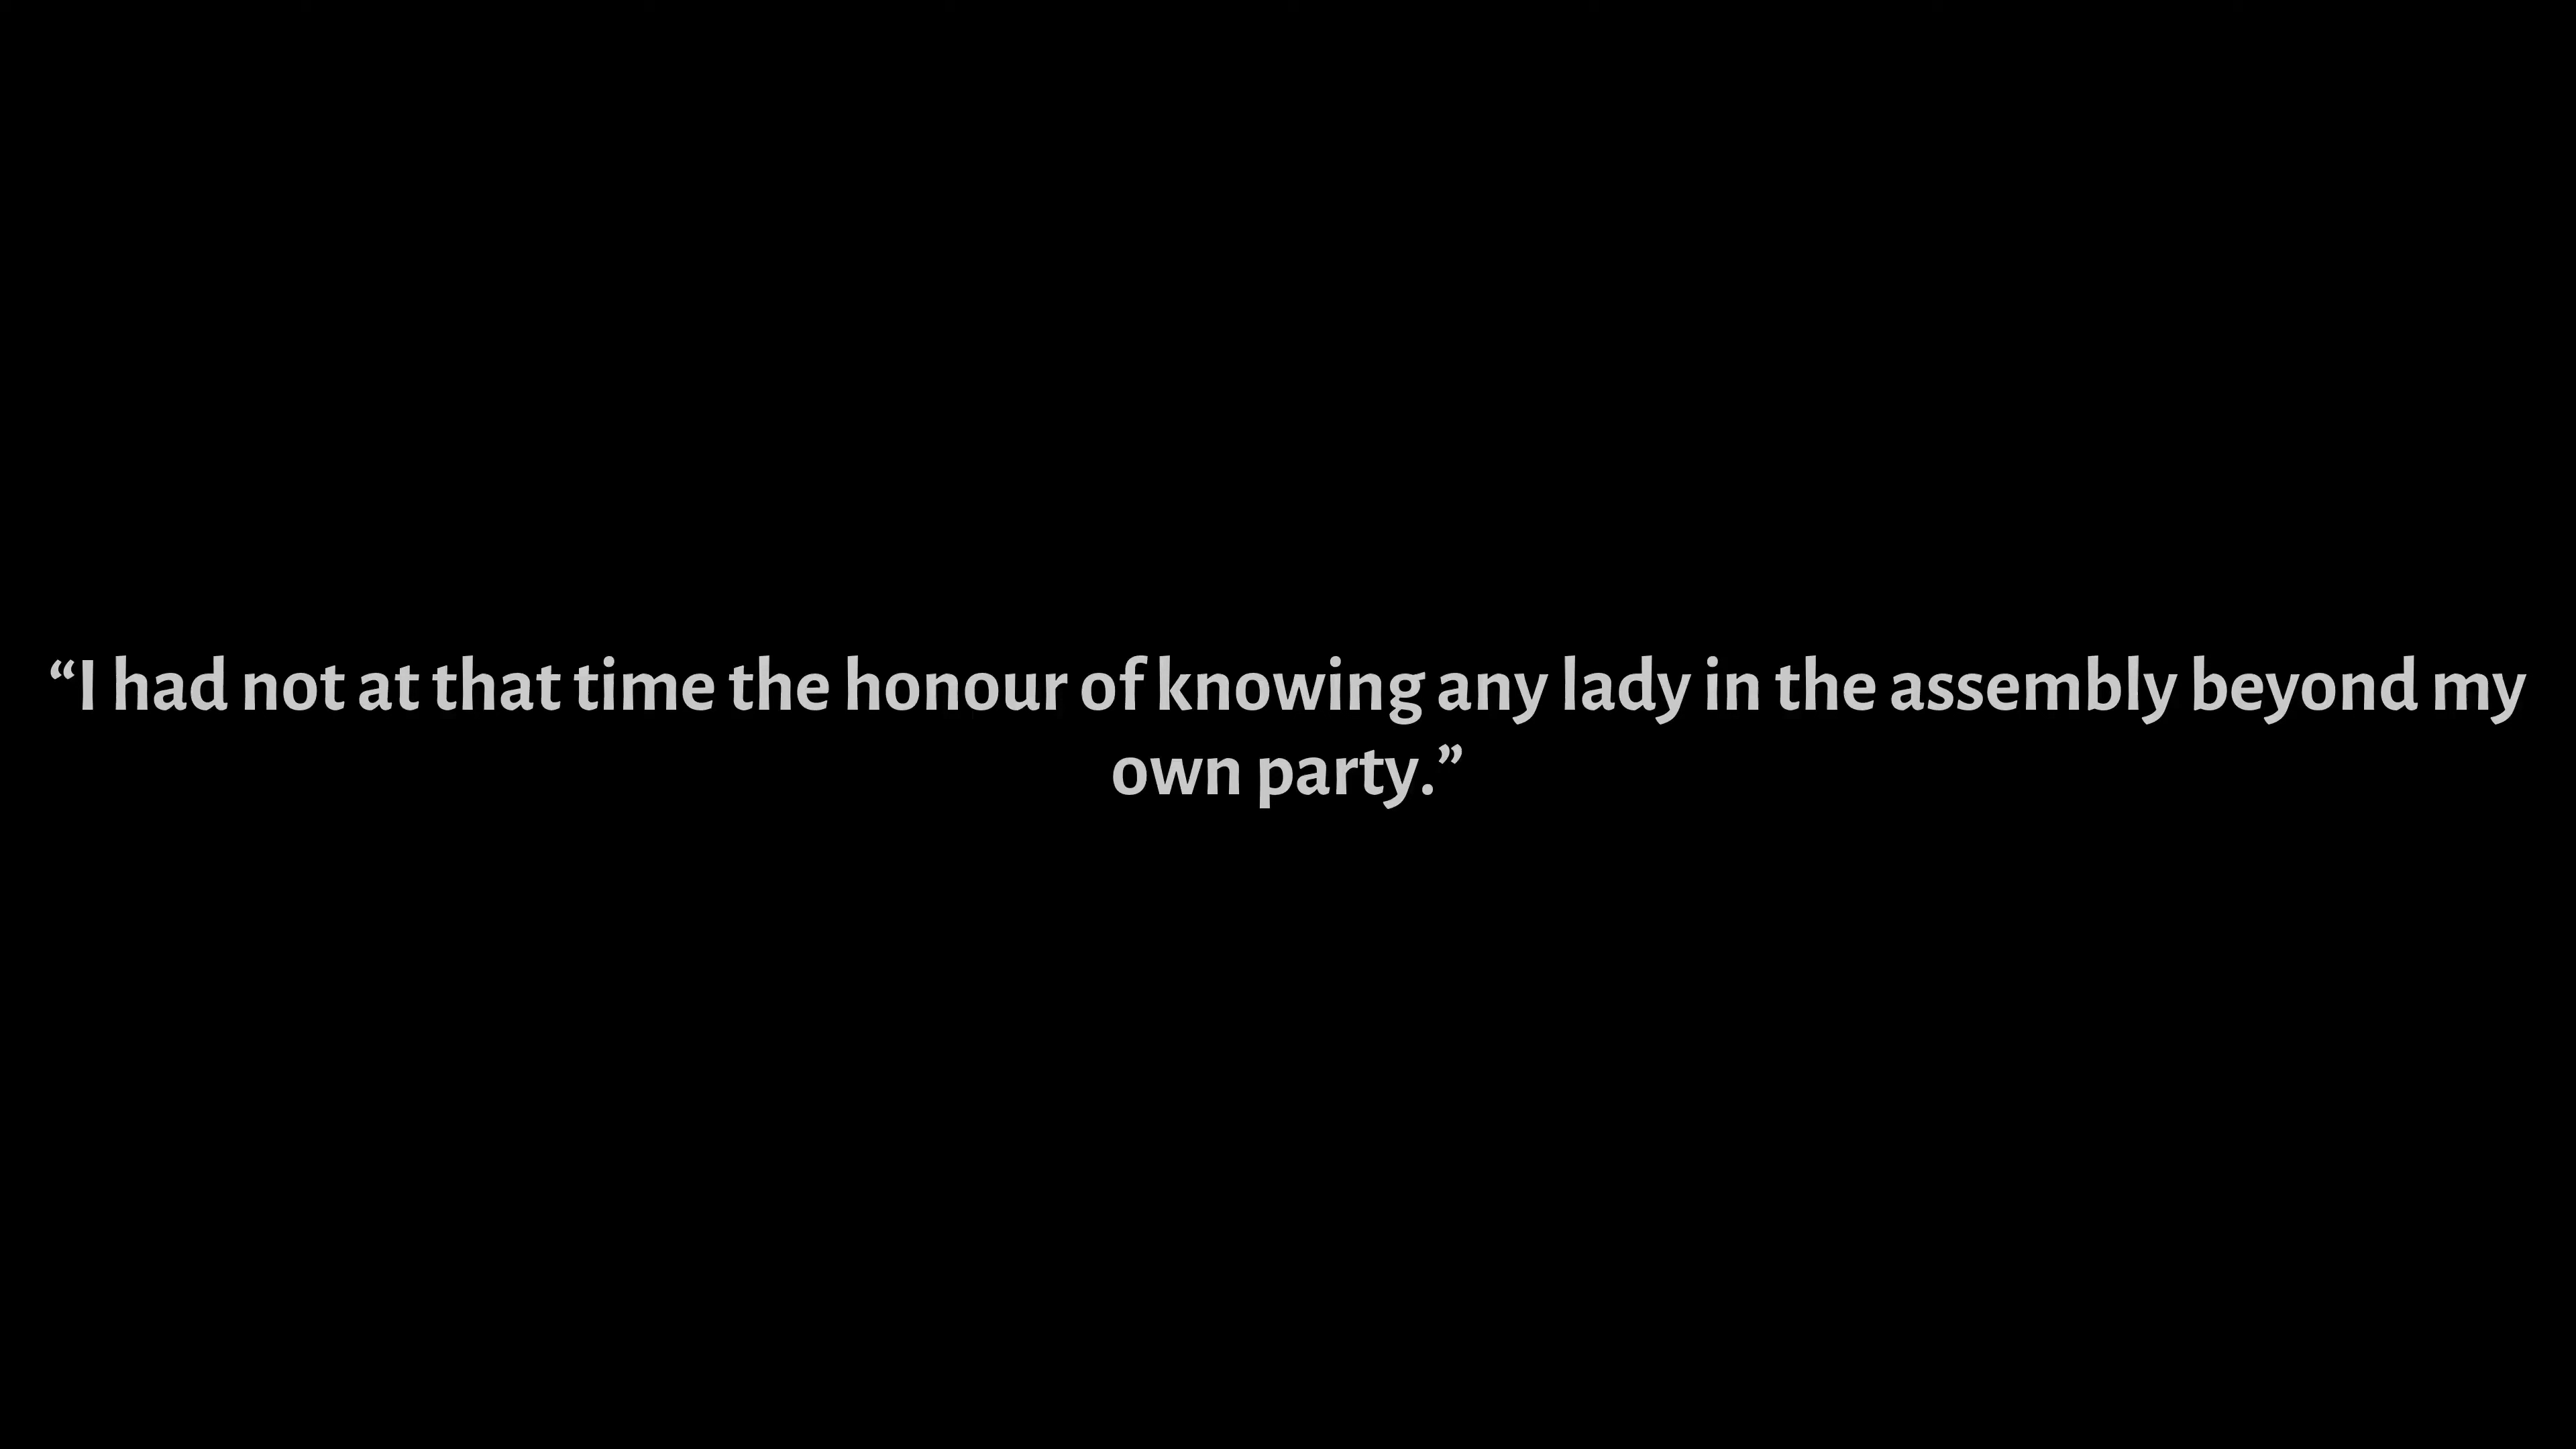 “I had not at that time the honour of knowing any lady in the assembly beyond my
own party.”